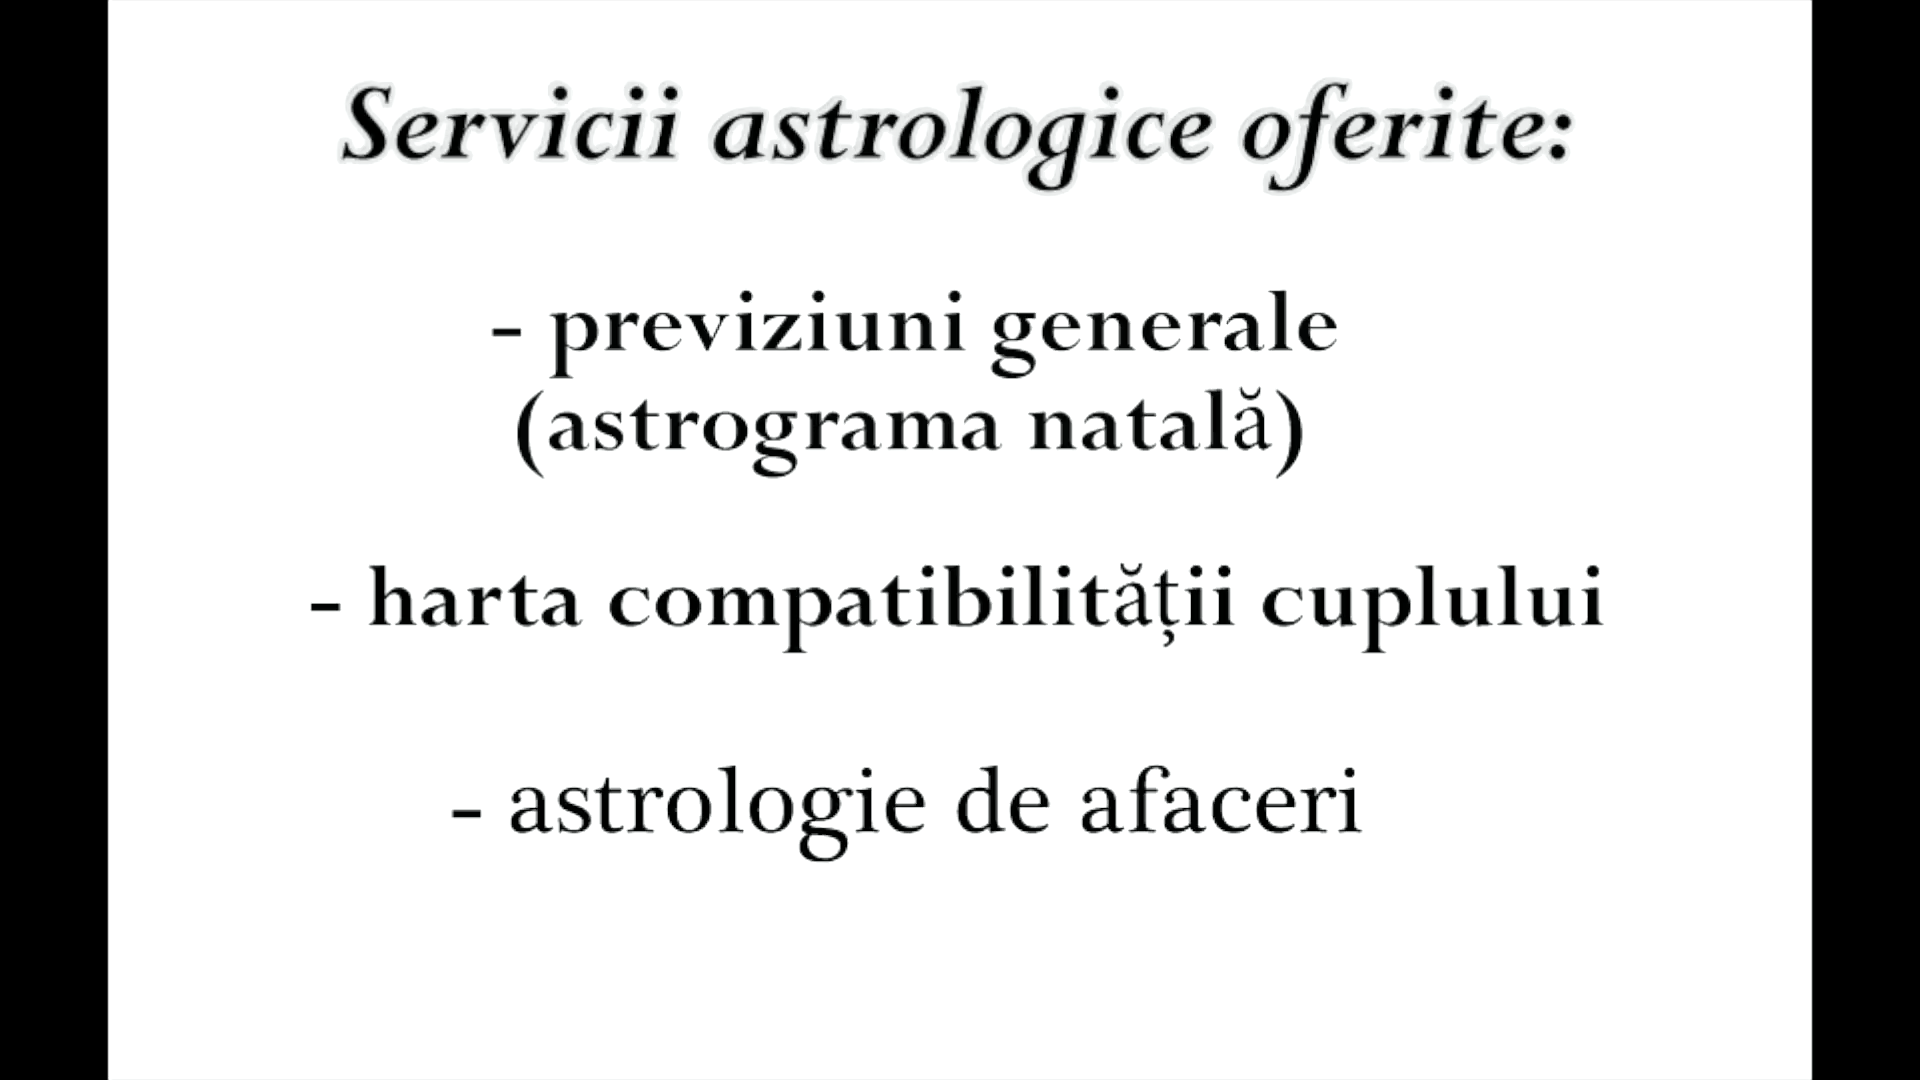 Servicii astrologice oferite:
- previziuni generale
(astrograma natală)
- harta compatibilității cuplului
- astrologie de afaceri